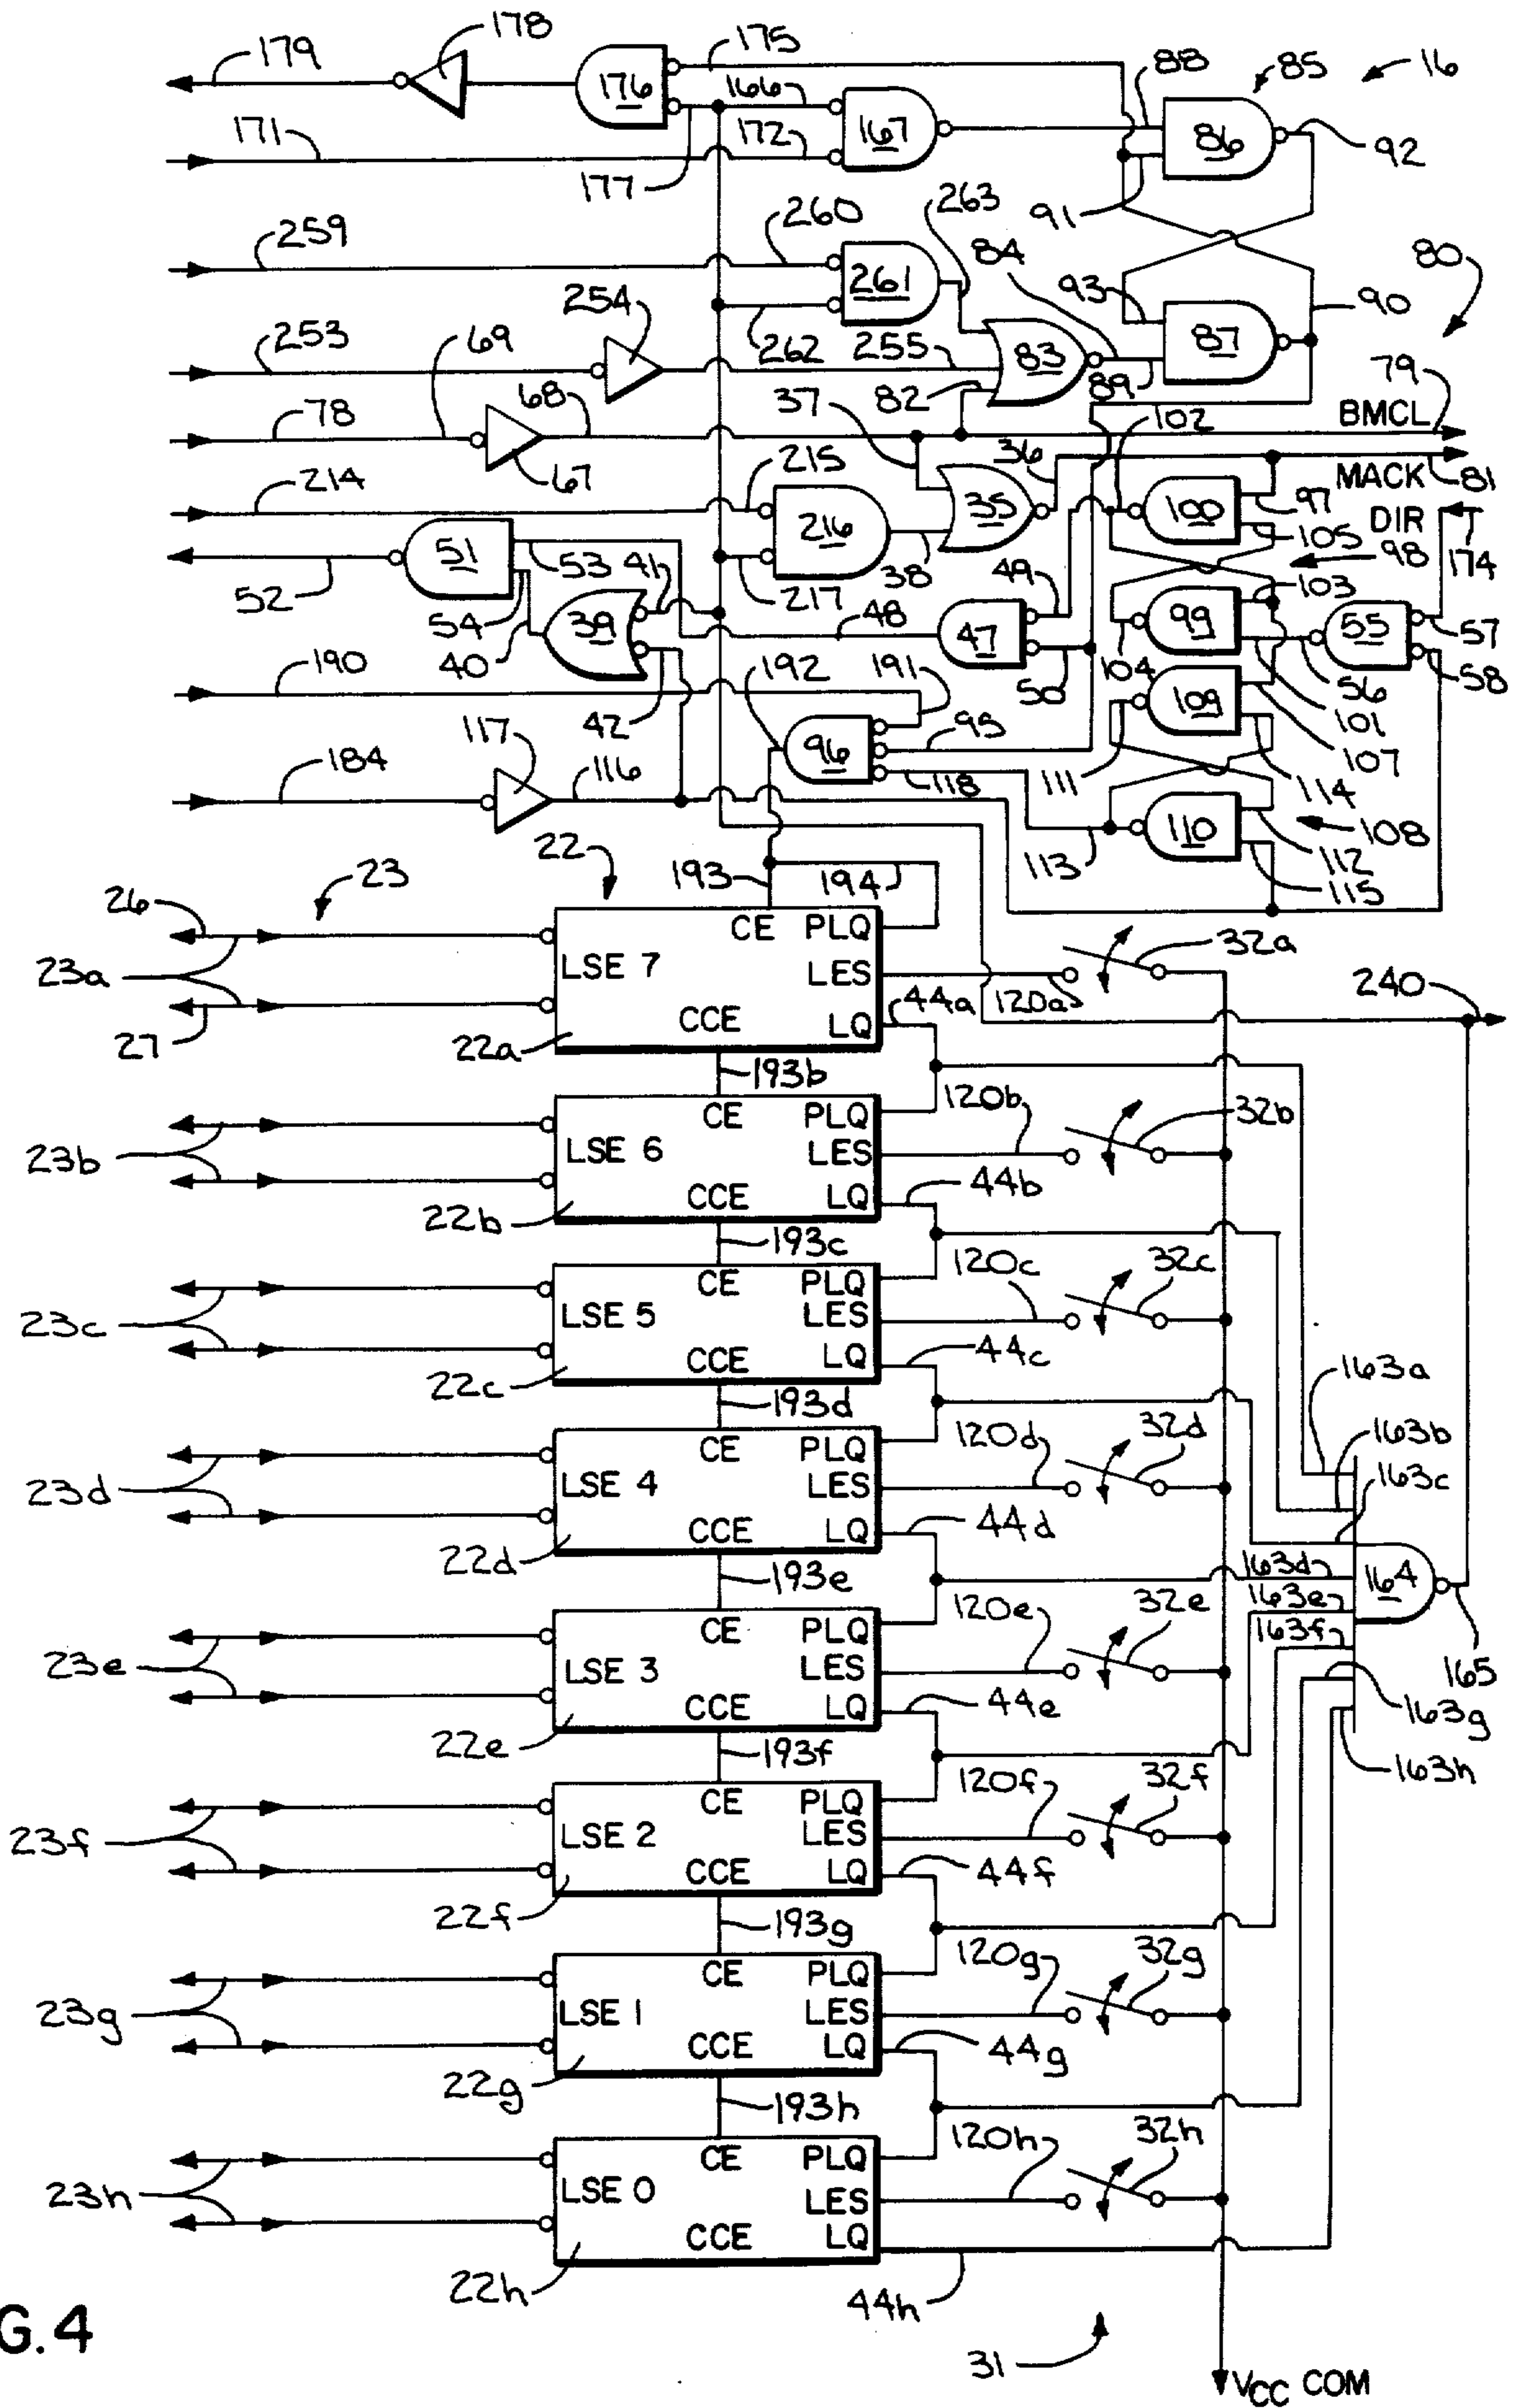 178
179
176
175
88
85
16
166
167
86
92
171
172
177
91
263
259
260
261
84
80
93
87
90
254
253
69
262
255
83
89
79
78
68
37
82
102
BMCL
67
36
MACK
81
214
215
35
100
97
216
DIR
51
105
98
174
52
53
41
38
103
54
39
217
49
99
55
57
40
48
47
104
56
58
190
192
191
50
109
101
42
95
107
117
96
184
116
118
111
114
110
108
113
112
115
22
193
194
26
23
CE PLQ
32a
LSE 7
LES
23a
120a
240
CCE
LQ
44a
27
22a
193b
CE PLQ
120b
32b
LSE 6
LES
23b
CCE LQ
44b
22b
193c
CE PLQ
120c
32c
LSE 5
LES
23c
CCE LQ
44c
22c
163a
193d
CE PLQ
120d
32d
163b
LSE 4
LES
163c
23d
CCE LQ
44d
22d
163d
164
193e
163e
CE PLQ
120e
32e
163f
LSE 3
LES
165
23e
CCE LQ
44e
163g
22e
193f
163h
CE PLQ
120f
32f
LSE 2
LES
23f
CCE LQ
44f
22f
193g
CE PLQ
120g
32g
LSE 1
LES
23g
CCE LQ
44g
22g
193h
CE PLQ
120h
32h
LSE 0
LES
23h
CCE LQ
22h
44h
G.4
31
VCC COM